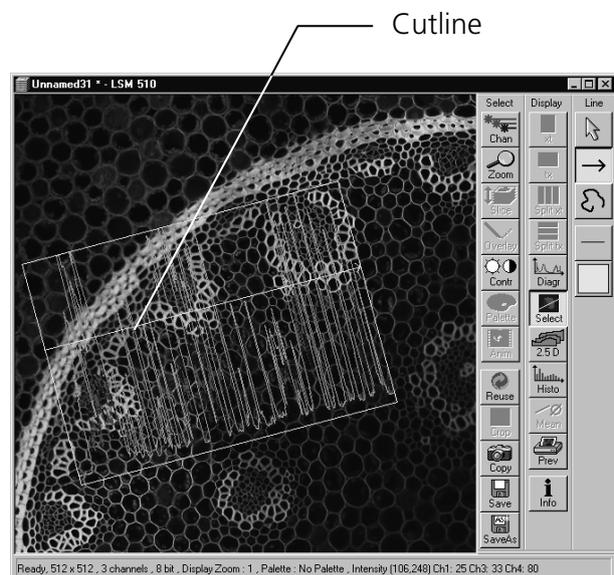 Cutline
Unnamed31 * - LSM 510
Select
Chan
Zoom
Slice
Overlay
Contr
Palette
Anim
Reuse
Crop
Copy
Save
AS
SaveAs
Display
xt
tx
Split xt
Split tx
Diagr
Select
2.5 D
Histo
Mean
Prev
Info
Line
Ready, 512 x 512 , 3 channels , 8 bit , Display Zoom : 1 , Palette : No Palette , Intensity (106,248) Ch1: 25 Ch3: 33 Ch4: 80